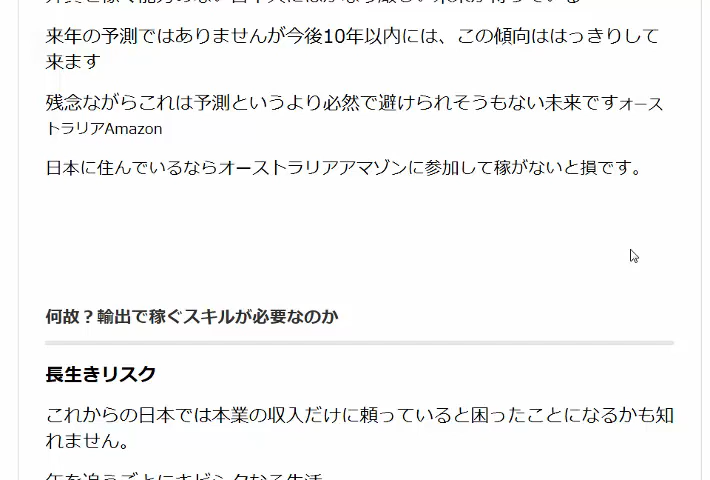 来年の予測ではありませんが今後10年以内には、この傾向ははっきりして
来ます
残念ながらこれは予測というより必然で避けられそうもない未来ですオース
トラリアAmazon
日本に住んでいるならオーストラリアアマゾンに参加して稼がないと損です。
何故？輸出で稼ぐスキルが必要なのか
長生きリスク
これからの日本では本業の収入だけに頼っていると困ったことになるかも知
れません。